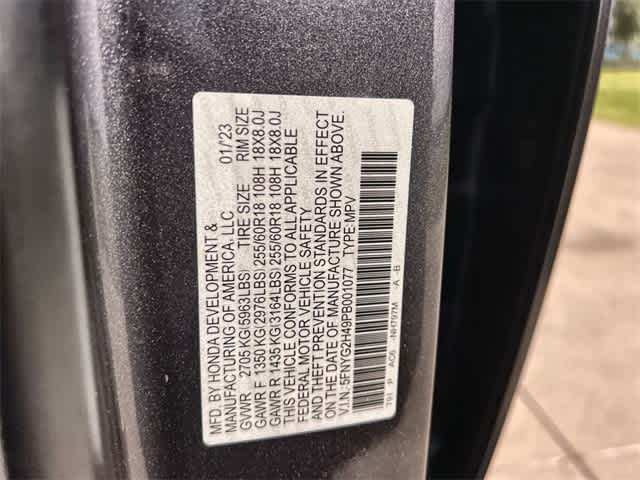 MFD. BY HONDA DEVELOPMENT &
MANUFACTURING OF AMERICA, LLC 01/23
GVWR 2705KG(5963LBS) TIRE SIZE RIM SIZE
GAWR F 1350 KG(2976LBS) 255/60R18 108H 18X8.0J
GAWR R 1435 KG(3164LBS) 255/60R18 108H 18X8.0J
THIS VEHICLE CONFORMS TO ALL APPLICABLE
FEDERAL MOTOR VEHICLE SAFETY
AND THEFT PREVENTION STANDARDS IN EFFECT
ON THE DATE OF MANUFACTURE SHOWN ABOVE.
V.I.N.:5FNYG2H49PB001077 TYPE:MPV
T91 P AC6 -NH797M -A -B